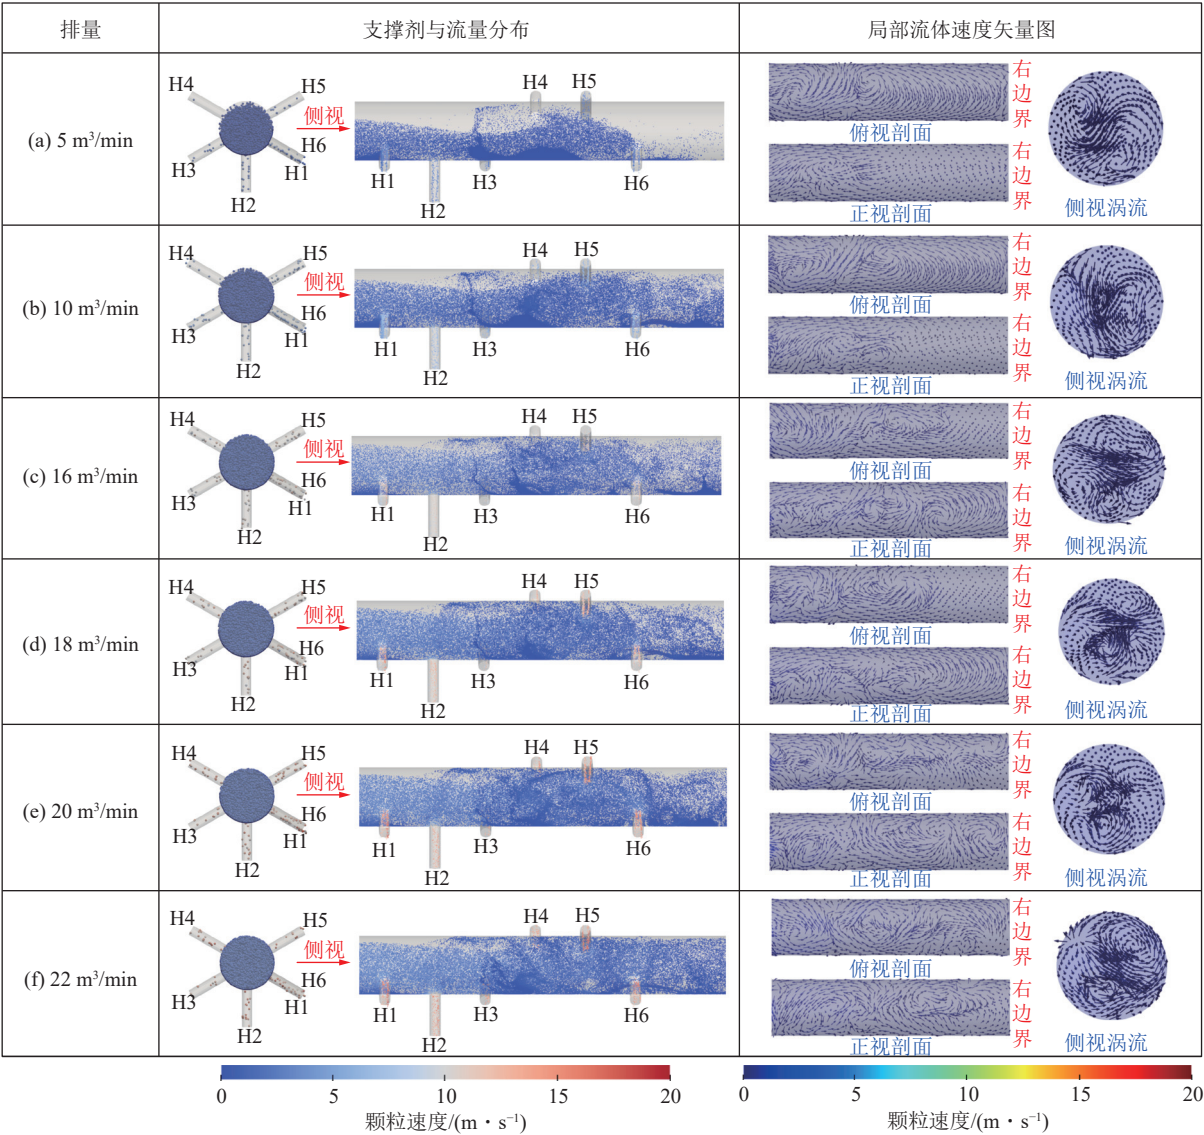 排量
支撑剂与流量分布
局部流体速度矢量图
(a) 5 m³/min
H4
H5
H6
H3
H1
H2
侧视
H4
H5
H1
H2
H3
H6
俯视剖面
正视剖面
右边界
右边界
侧视涡流
(b) 10 m³/min
H4
H5
H6
H3
H1
H2
侧视
H4
H5
H1
H2
H3
H6
俯视剖面
正视剖面
右边界
右边界
侧视涡流
(c) 16 m³/min
H4
H5
H6
H3
H1
H2
侧视
H4
H5
H1
H2
H3
H6
俯视剖面
正视剖面
右边界
右边界
侧视涡流
(d) 18 m³/min
H4
H5
H6
H3
H1
H2
侧视
H4
H5
H1
H2
H3
H6
俯视剖面
正视剖面
右边界
右边界
侧视涡流
(e) 20 m³/min
H4
H5
H6
H3
H1
H2
侧视
H4
H5
H1
H2
H3
H6
俯视剖面
正视剖面
右边界
右边界
侧视涡流
(f) 22 m³/min
H4
H5
H6
H3
H1
H2
侧视
H4
H5
H1
H2
H3
H6
俯视剖面
正视剖面
右边界
右边界
侧视涡流
0 5 10 15 20
颗粒速度/(m · s⁻¹)
0 5 10 15 20
颗粒速度/(m · s⁻¹)